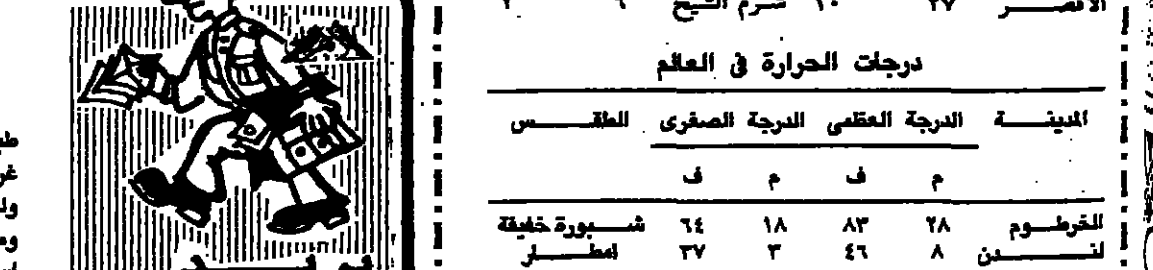 الأقصر ٢٧ ١٠ شرم الشيخ
درجات الحرارة فى العالم
المدينة الدرجة العظمى الدرجة الصغرى الطقس
م ف م ف
الخرطوم ٢٨ ٨٣ ١٨ ٦٤ شبورة خفيفة
لندن ٨ ٤٦ ٣ ٣٧ امطار